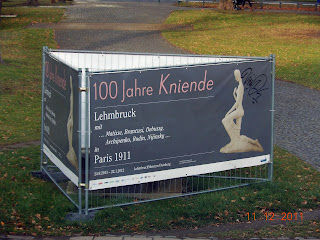 100 Jahre Kniende
Lehmbruck
mit
... Matisse, Brancusi, Debussy,
Archipenko, Rodin, Nijinsky ...
in
Paris 1911
11.12.2011